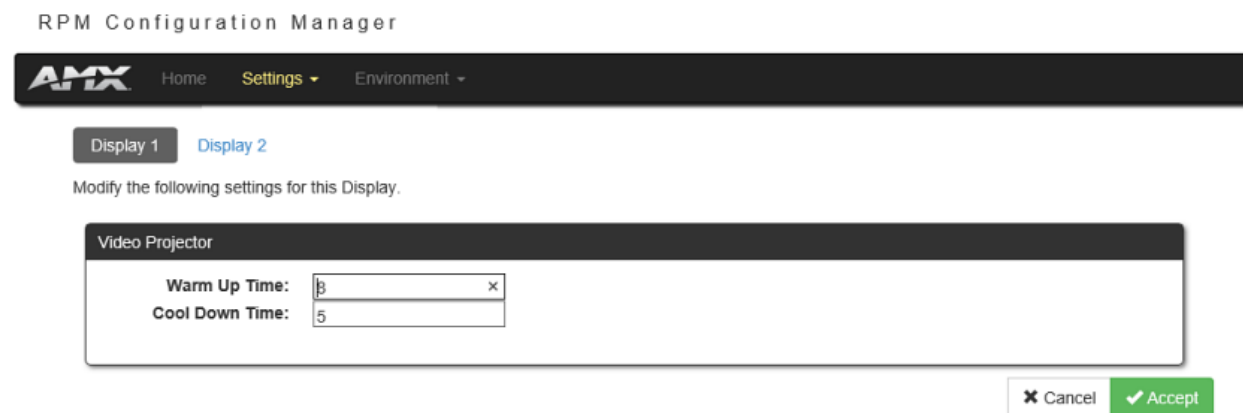 RPM Configuration Manager
AMX Home Settings Environment
Display 1 Display 2
Modify the following settings for this Display.
Video Projector
Warm Up Time: 8 ×
Cool Down Time: 5
✖ Cancel ✔ Accept